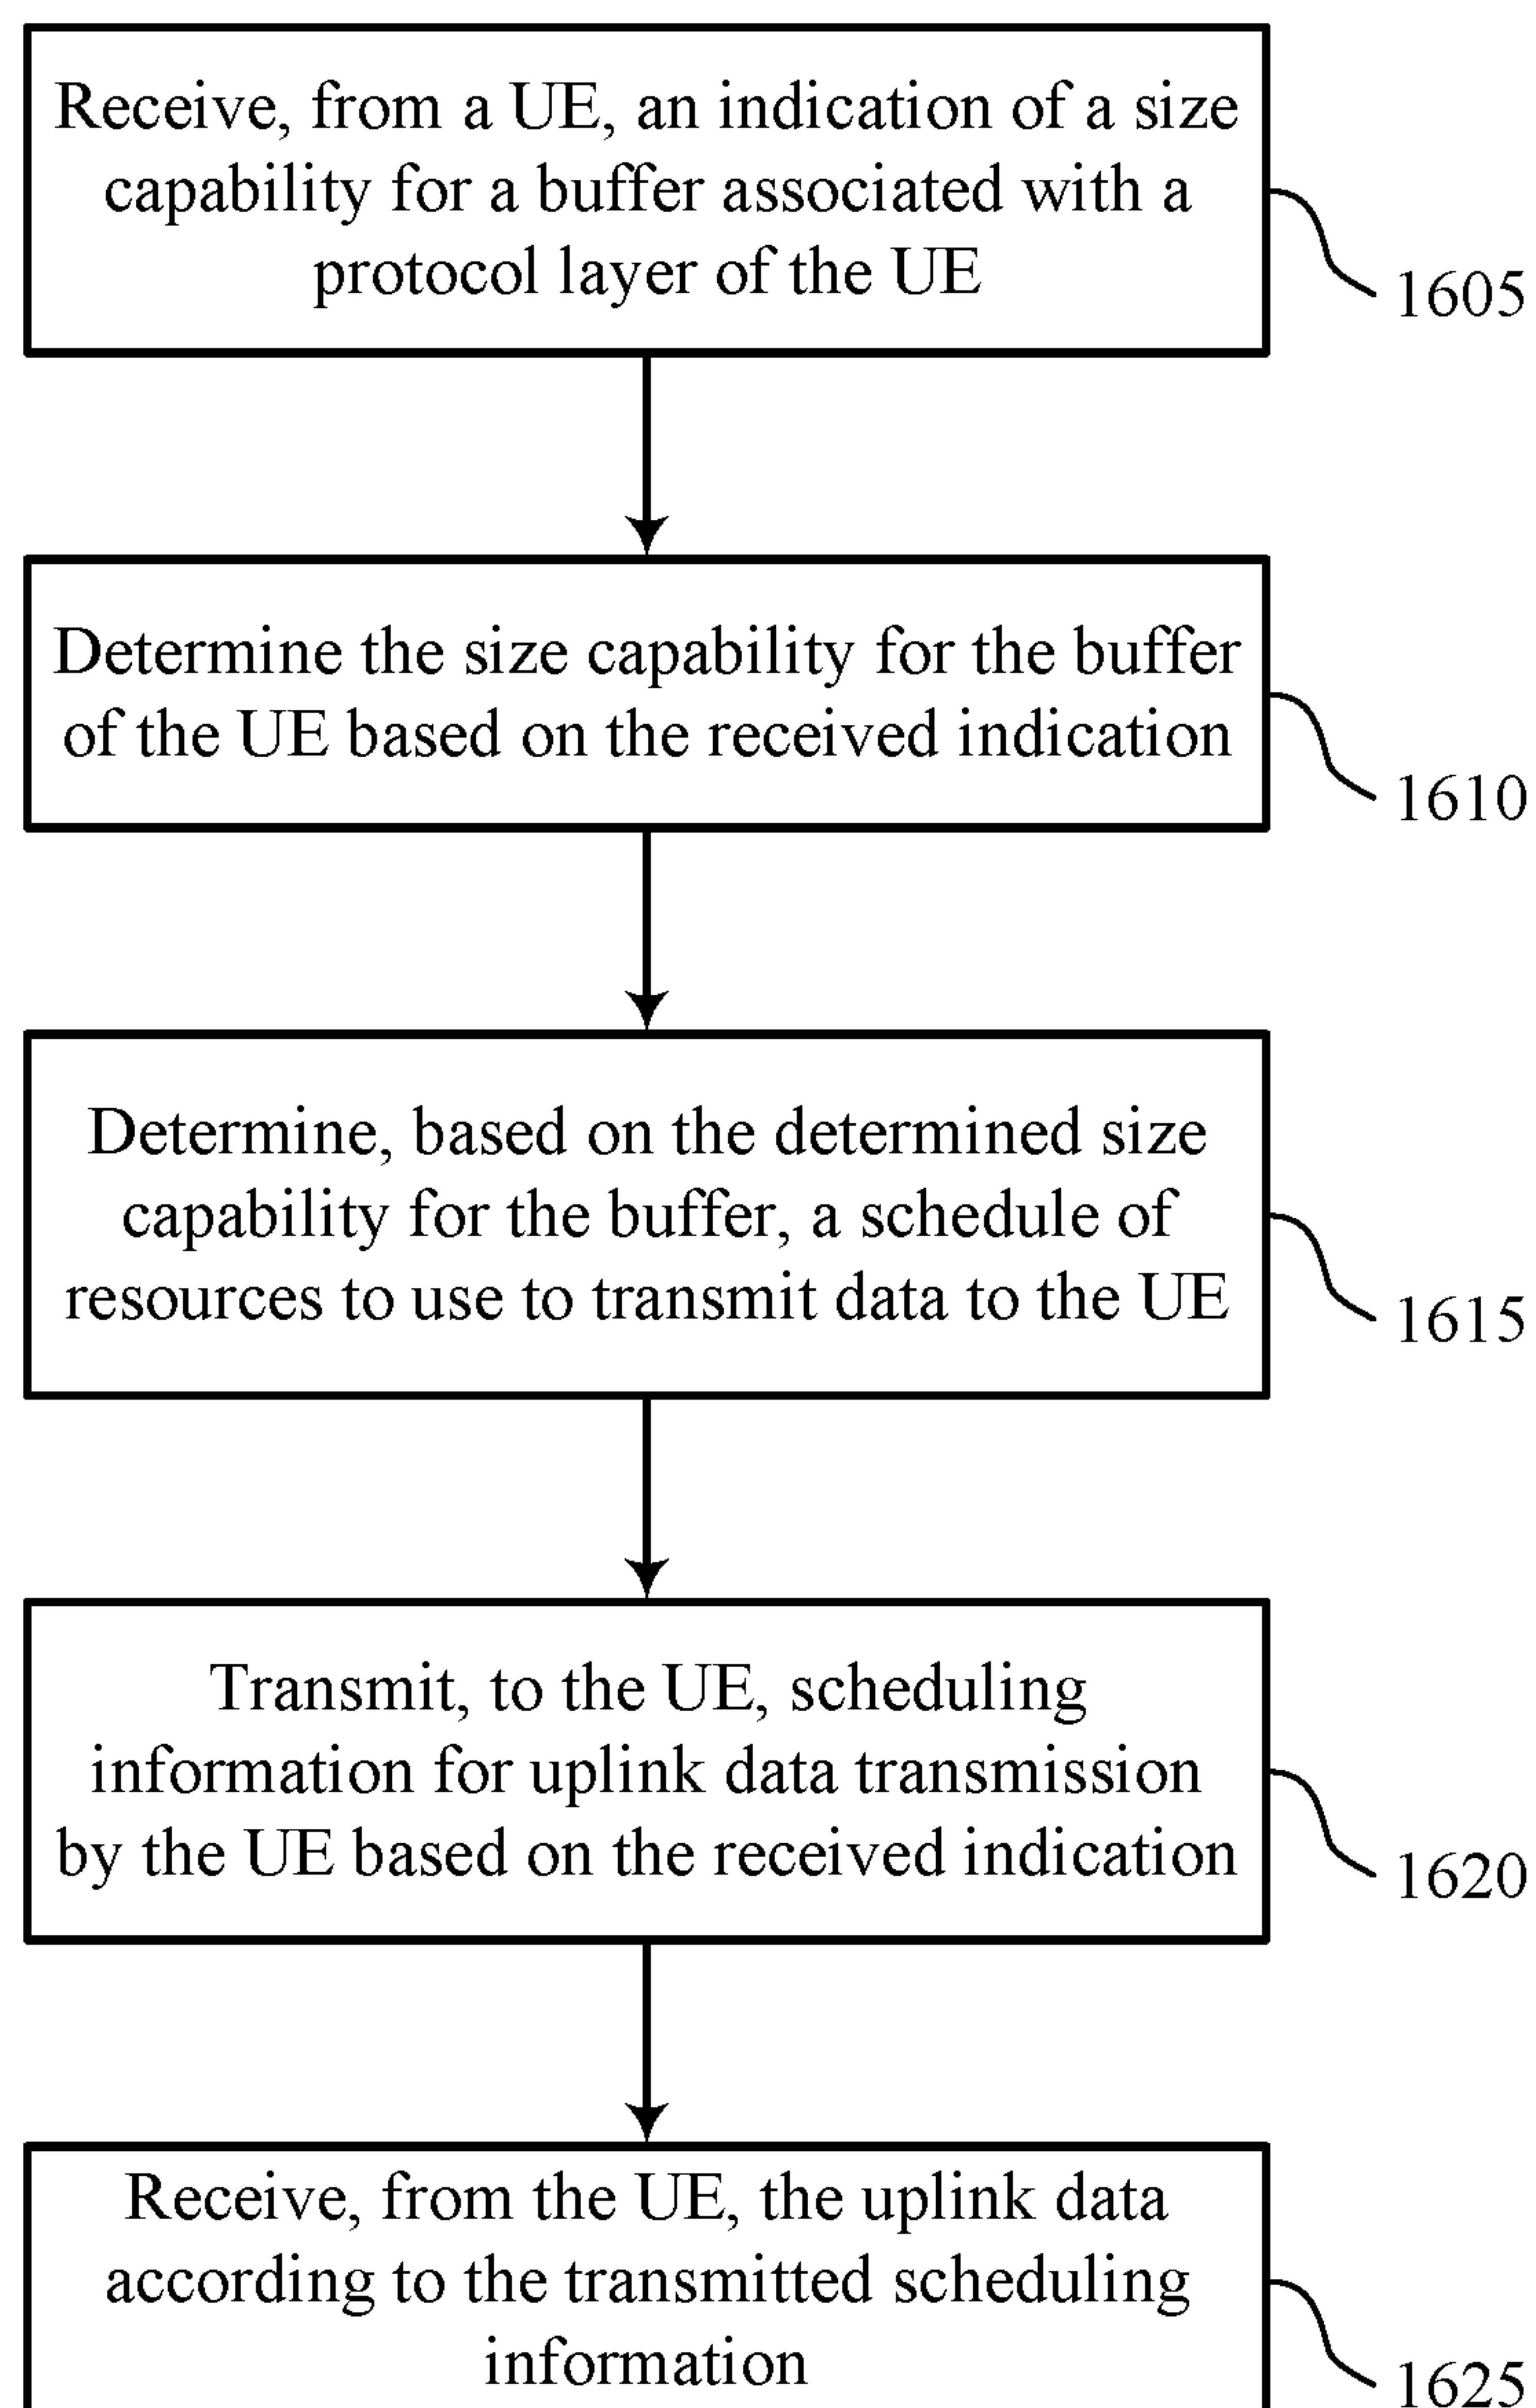 Receive, from a UE, an indication of a size
capability for a buffer associated with a
protocol layer of the UE
1605
Determine the size capability for the buffer
of the UE based on the received indication
1610
Determine, based on the determined size
capability for the buffer, a schedule of
resources to use to transmit data to the UE
1615
Transmit, to the UE, scheduling
information for uplink data transmission
by the UE based on the received indication
1620
Receive, from the UE, the uplink data
according to the transmitted scheduling
information
1625